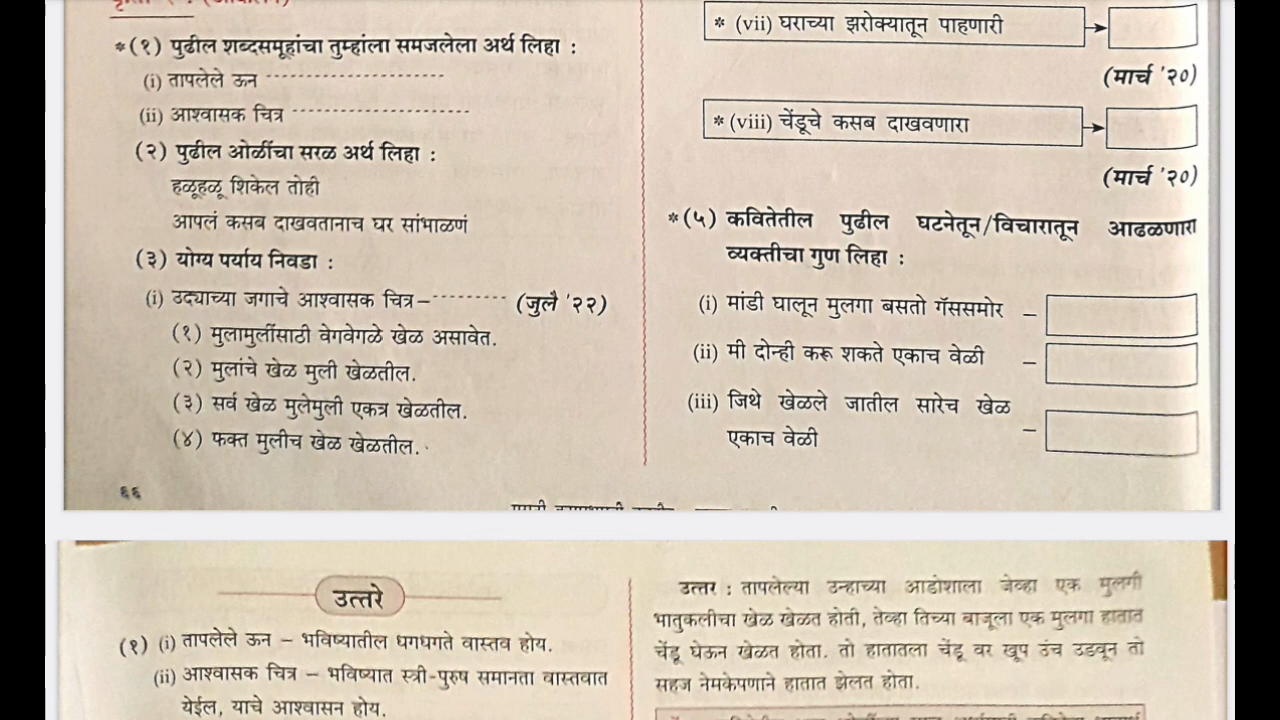 *(१) पुढील शब्दसमूहांचा तुम्हांला समजलेला अर्थ लिहा :
(i) तापलेले ऊन --------------------
(ii) आश्वासक चित्र --------------------
(२) पुढील ओळींचा सरळ अर्थ लिहा :
हळूहळू शिकेल तोही
आपलं कसब दाखवतानाच घर सांभाळणं
(३) योग्य पर्याय निवडा :
(i) उद्याच्या जगाचे आश्वासक चित्र – --------- (जुलै '२२)
(१) मुलामुलींसाठी वेगवेगळे खेळ असावेत.
(२) मुलांचे खेळ मुली खेळतील.
(३) सर्व खेळ मुलेमुली एकत्र खेळतील.
(४) फक्त मुलीच खेळ खेळतील.
६६
* (vii) घराच्या झरोक्यातून पाहणारी
(मार्च '२०)
* (viii) चेंडूचे कसब दाखवणारा
(मार्च '२०)
*(५) कवितेतील पुढील घटनेतून/विचारातून आढळणारा
व्यक्तीचा गुण लिहा :
(i) मांडी घालून मुलगा बसतो गॅससमोर –
(ii) मी दोन्ही करू शकते एकाच वेळी –
(iii) जिथे खेळले जातील सारेच खेळ
एकाच वेळी –
उत्तरे
(१) (i) तापलेले ऊन – भविष्यातील धगधगते वास्तव होय.
(ii) आश्वासक चित्र – भविष्यात स्त्री-पुरुष समानता वास्तवात
येईल, याचे आश्वासन होय.
उत्तर : तापलेल्या उन्हाच्या आडोशाला जेव्हा एक मुलगी
भातुकलीचा खेळ खेळत होती, तेव्हा तिच्या बाजूला एक मुलगा हातात
चेंडू घेऊन खेळत होता. तो हातातला चेंडू वर खूप उंच उडवून तो
सहज नेमकेपणाने हातात झेलत होता.